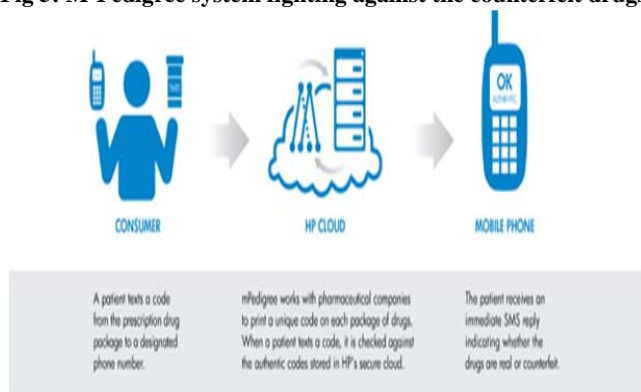 Fig 3: M-Pedigree system fighting against the counterfeit drugs
OK
AUTHENTIC
CONSUMER
HP CLOUD
MOBILE PHONE
A patient texts a code
from the prescription drug
package to a designated
phone number.
mPedigree works with pharmaceutical companies
to print a unique code on each package of drugs.
When a patient texts a code, it is checked against
the authentic codes stored in HP's secure cloud.
The patient receives an
immediate SMS reply
indicating whether the
drugs are real or counterfeit.